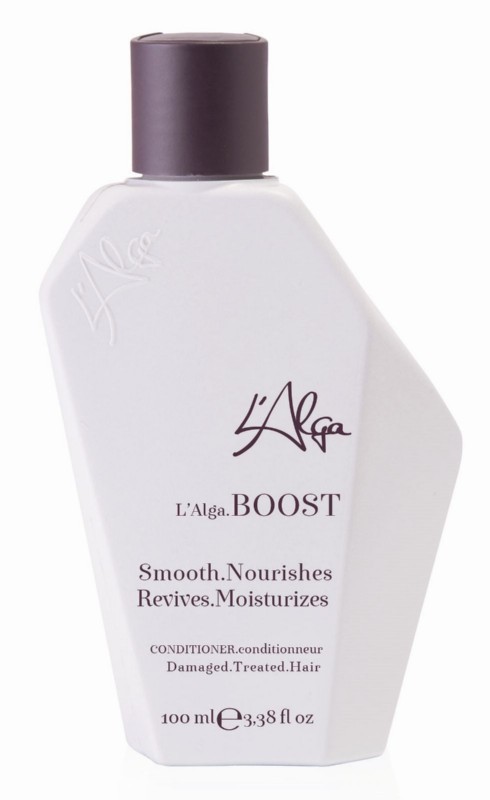 L'Alga
L'Alga
L'Alga.BOOST
Smooth.Nourishes
Revives.Moisturizes
CONDITIONER.conditionneur
Damaged.Treated.Hair
100 ml℮3,38 fl oz